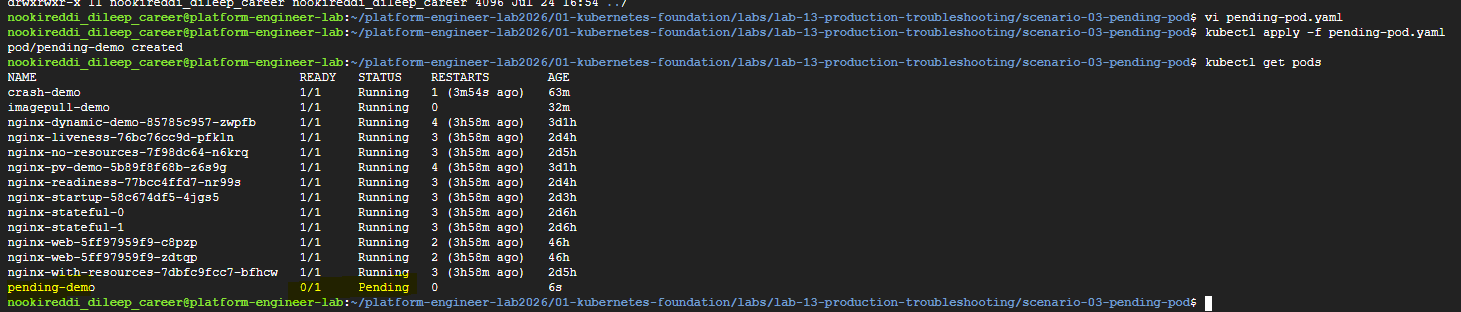 drwxrwxr-x 11 nookireddi_dileep_career nookireddi_dileep_career 4096 Jul 24 16:54 ../
nookireddi_dileep_career@platform-engineer-lab:~/platform-engineer-lab2026/01-kubernetes-foundation/labs/lab-13-production-troubleshooting/scenario-03-pending-pod$ vi pending-pod.yaml
nookireddi_dileep_career@platform-engineer-lab:~/platform-engineer-lab2026/01-kubernetes-foundation/labs/lab-13-production-troubleshooting/scenario-03-pending-pod$ kubectl apply -f pending-pod.yaml
pod/pending-demo created
nookireddi_dileep_career@platform-engineer-lab:~/platform-engineer-lab2026/01-kubernetes-foundation/labs/lab-13-production-troubleshooting/scenario-03-pending-pod$ kubectl get pods
NAME READY STATUS RESTARTS AGE
crash-demo 1/1 Running 1 (3m54s ago) 63m
imagepull-demo 1/1 Running 0 32m
nginx-dynamic-demo-85785c957-zwpfb 1/1 Running 4 (3h58m ago) 3d1h
nginx-liveness-76bc76cc9d-pfkln 1/1 Running 3 (3h58m ago) 2d4h
nginx-no-resources-7f98dc64-n6krq 1/1 Running 3 (3h58m ago) 2d5h
nginx-pv-demo-5b89f8f68b-z6s9g 1/1 Running 4 (3h58m ago) 3d1h
nginx-readiness-77bcc4ffd7-nr99s 1/1 Running 3 (3h58m ago) 2d4h
nginx-startup-58c674df5-4jgs5 1/1 Running 3 (3h58m ago) 2d3h
nginx-stateful-0 1/1 Running 3 (3h58m ago) 2d6h
nginx-stateful-1 1/1 Running 3 (3h58m ago) 2d6h
nginx-web-5ff97959f9-c8pzp 1/1 Running 2 (3h58m ago) 46h
nginx-web-5ff97959f9-zdtqp 1/1 Running 2 (3h58m ago) 46h
nginx-with-resources-7dbfc9fcc7-bfhcw 1/1 Running 3 (3h58m ago) 2d5h
pending-demo 0/1 Pending 0 6s
nookireddi_dileep_career@platform-engineer-lab:~/platform-engineer-lab2026/01-kubernetes-foundation/labs/lab-13-production-troubleshooting/scenario-03-pending-pod$